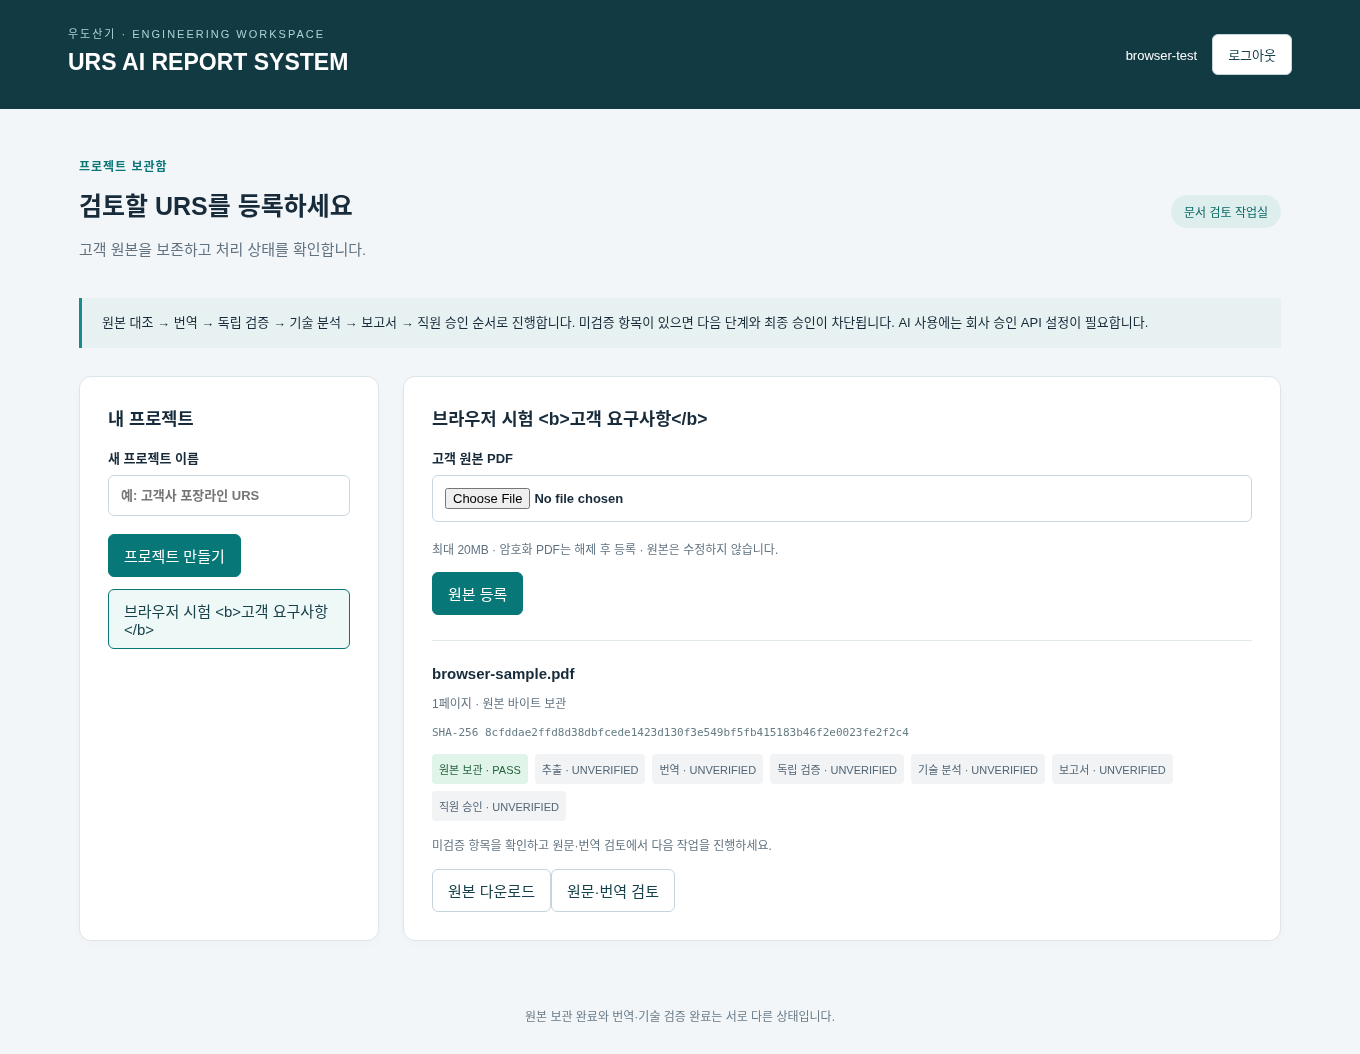 우도산기 · ENGINEERING WORKSPACE
URS AI REPORT SYSTEM
browser-test
로그아웃
프로젝트 보관함
검토할 URS를 등록하세요
문서 검토 작업실
고객 원본을 보존하고 처리 상태를 확인합니다.
원본 대조 → 번역 → 독립 검증 → 기술 분석 → 보고서 → 직원 승인 순서로 진행합니다. 미검증 항목이 있으면 다음 단계와 최종 승인이 차단됩니다. AI 사용에는 회사 승인 API 설정이 필요합니다.
내 프로젝트
새 프로젝트 이름
예: 고객사 포장라인 URS
프로젝트 만들기
브라우저 시험 <b>고객 요구사항
</b>
브라우저 시험 <b>고객 요구사항</b>
고객 원본 PDF
Choose File No file chosen
최대 20MB · 암호화 PDF는 해제 후 등록 · 원본은 수정하지 않습니다.
원본 등록
browser-sample.pdf
1페이지 · 원본 바이트 보관
SHA-256 8cfddae2ffd8d38dbfcede1423d130f3e549bf5fb415183b46f2e0023fe2f2c4
원본 보관 · PASS 추출 · UNVERIFIED 번역 · UNVERIFIED 독립 검증 · UNVERIFIED 기술 분석 · UNVERIFIED 보고서 · UNVERIFIED
직원 승인 · UNVERIFIED
미검증 항목을 확인하고 원문·번역 검토에서 다음 작업을 진행하세요.
원본 다운로드 원문·번역 검토
원본 보관 완료와 번역·기술 검증 완료는 서로 다른 상태입니다.